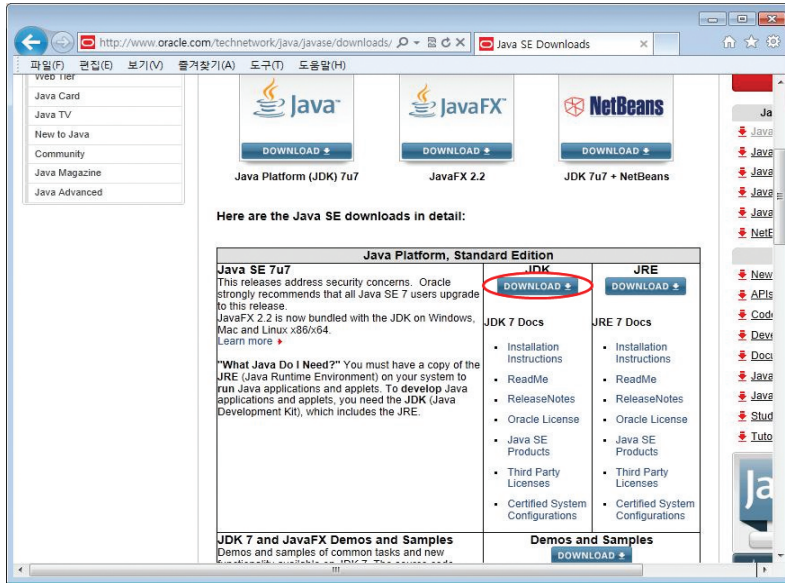 http://www.oracle.com/technetwork/java/javase/downloads/
Java SE Downloads
파일(F) 편집(E) 보기(V) 즐겨찾기(A) 도구(T) 도움말(H)
Web Tier
Java Card
Java TV
New to Java
Community
Java Magazine
Java Advanced
Java
JavaFX
NetBeans
DOWNLOAD
DOWNLOAD
DOWNLOAD
Java Platform (JDK) 7u7
JavaFX 2.2
JDK 7u7 + NetBeans
Here are the Java SE downloads in detail:
Java Platform, Standard Edition
Java SE 7u7
This releases address security concerns. Oracle
strongly recommends that all Java SE 7 users upgrade
to this release.
JavaFX 2.2 is now bundled with the JDK on Windows,
Mac and Linux x86/x64.
Learn more
"What Java Do I Need?" You must have a copy of the
JRE (Java Runtime Environment) on your system to
run Java applications and applets. To develop Java
applications and applets, you need the JDK (Java
Development Kit), which includes the JRE.
JDK
DOWNLOAD
JDK 7 Docs
Installation
Instructions
ReadMe
ReleaseNotes
Oracle License
Java SE
Products
Third Party
Licenses
Certified System
Configurations
JRE
DOWNLOAD
JRE 7 Docs
Installation
Instructions
ReadMe
ReleaseNotes
Oracle License
Java SE
Products
Third Party
Licenses
Certified System
Configurations
JDK 7 and JavaFX Demos and Samples
Demos and samples of common tasks and new
Demos and Samples
DOWNLOAD
Ja
Java
Java
Java
Java
Java
NetE
New
APIs
Code
Deve
Docu
Java
Java
Stud
Tuto
Ja